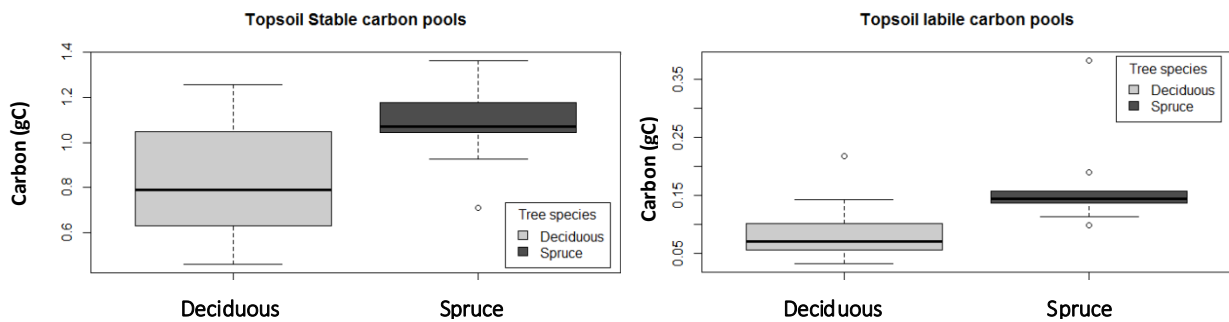 Topsoil Stable carbon pools
Carbon (gC)
1.4
1.2
1.0
0.8
0.6
Tree species
Deciduous
Spruce
Deciduous
Spruce
Topsoil labile carbon pools
Carbon (gC)
0.35
0.25
0.15
0.05
Tree species
Deciduous
Spruce
Deciduous
Spruce